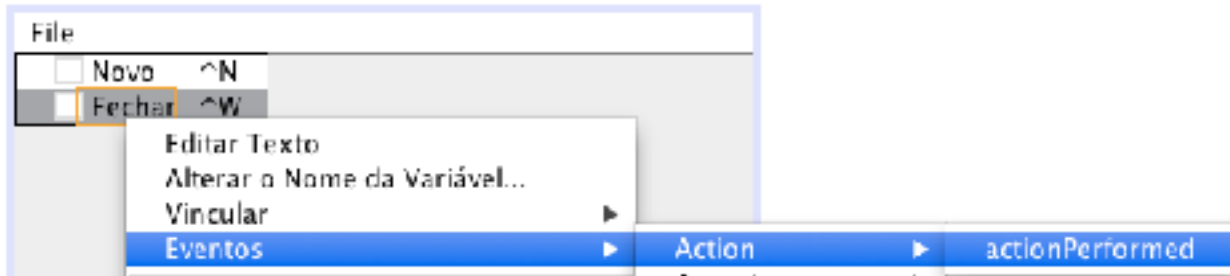 File
Novo ^N
Fechar ^W
Editar Texto
Alterar o Nome da Variável...
Vincular
Eventos Action actionPerformed